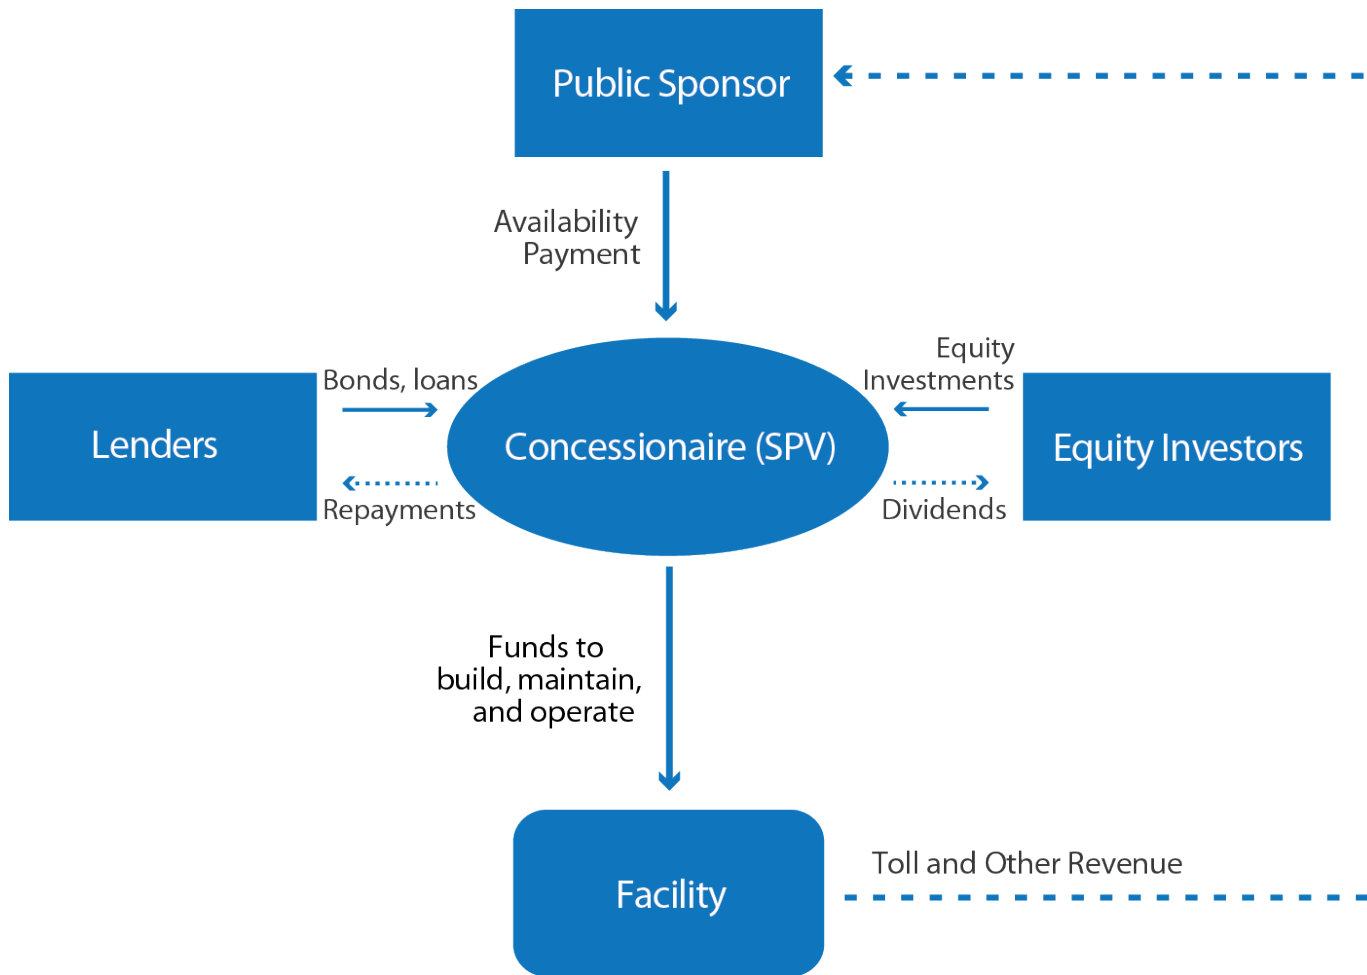 Public Sponsor
Availability
Payment
Equity
Investments
Bonds, loans
Lenders
Concessionaire (SPV)
Equity Investors
Repayments
Dividends
Funds to
build, maintain,
and operate
Toll and Other Revenue
Facility